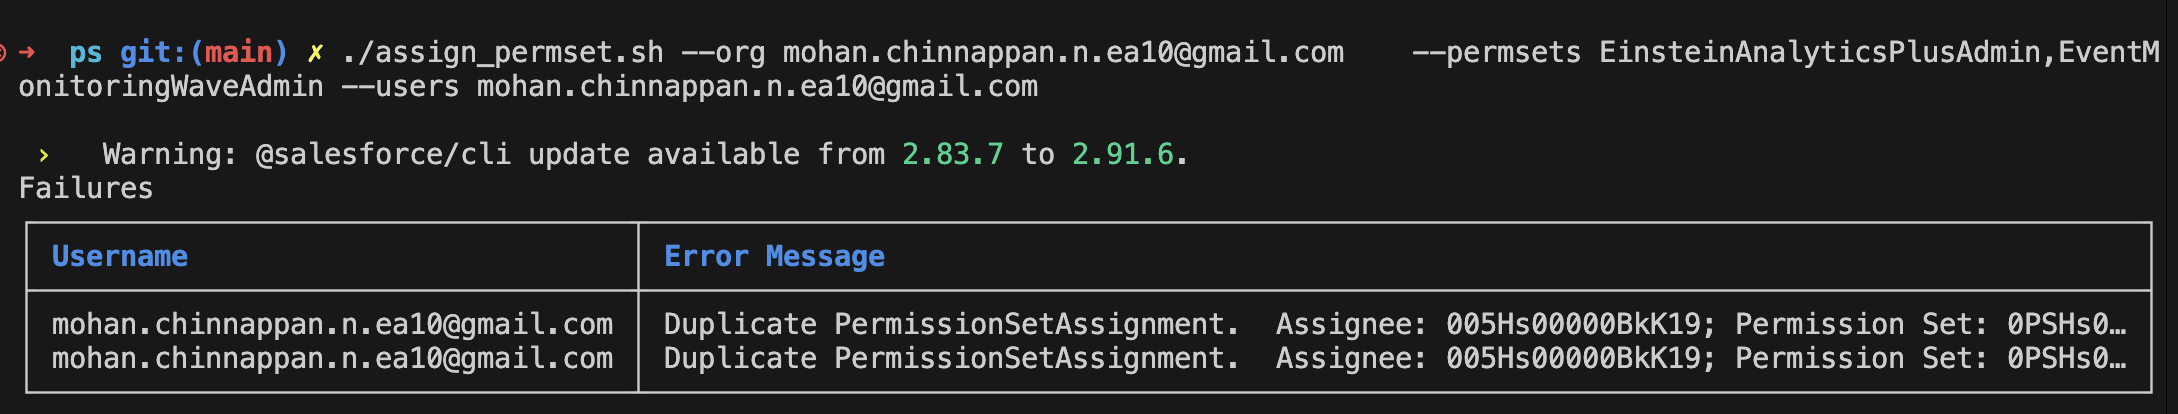 ➜  ps git:(main) ✗ ./assign_permset.sh --org mohan.chinnappan.n.ea10@gmail.com    --permsets EinsteinAnalyticsPlusAdmin,EventM
onitoringWaveAdmin --users mohan.chinnappan.n.ea10@gmail.com
›   Warning: @salesforce/cli update available from 2.83.7 to 2.91.6.
Failures
Username Error Message
mohan.chinnappan.n.ea10@gmail.com Duplicate PermissionSetAssignment.  Assignee: 005Hs00000BkK19; Permission Set: 0PSHs0…
mohan.chinnappan.n.ea10@gmail.com Duplicate PermissionSetAssignment.  Assignee: 005Hs00000BkK19; Permission Set: 0PSHs0…